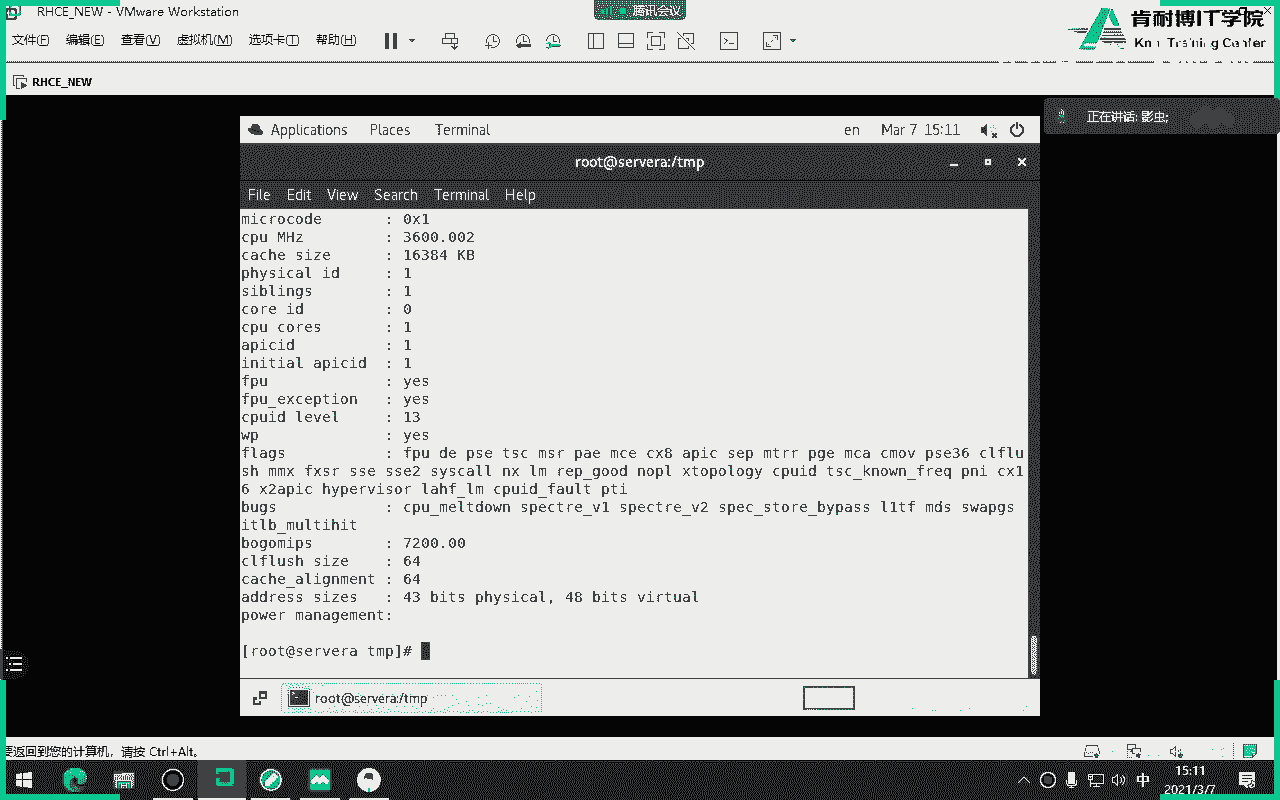 RHCE_NEW - VMware Workstation
腾讯会议
文件(F) 编辑(E) 查看(V) 虚拟机(M) 选项卡(T) 帮助(H)
肯耐博IT学院
Training Center
RHCE_NEW
正在讲话: 影虫;
Applications Places Terminal en Mar 7 15:11
root@servera:/tmp
File Edit View Search Terminal Help
microcode : 0x1
cpu MHz : 3600.002
cache size : 16384 KB
physical id : 1
siblings : 1
core id : 0
cpu cores : 1
apicid : 1
initial apicid : 1
fpu : yes
fpu_exception : yes
cpuid level : 13
wp : yes
flags : fpu de pse tsc msr pae mce cx8 apic sep mtrr pge mca cmov pse36 clflu
sh mmx fxsr sse sse2 syscall nx lm rep_good nopl xtopology cpuid tsc_known_freq pni cx1
6 x2apic hypervisor lahf_lm cpuid_fault pti
bugs : cpu_meltdown spectre_v1 spectre_v2 spec_store_bypass l1tf mds swapgs
itlb_multihit
bogomips : 7200.00
clflush size : 64
cache_alignment : 64
address sizes : 43 bits physical, 48 bits virtual
power management:
[root@servera tmp]#
root@servera:/tmp
要返回到您的计算机，请按 Ctrl+Alt。
中
15:11
2021/3/7